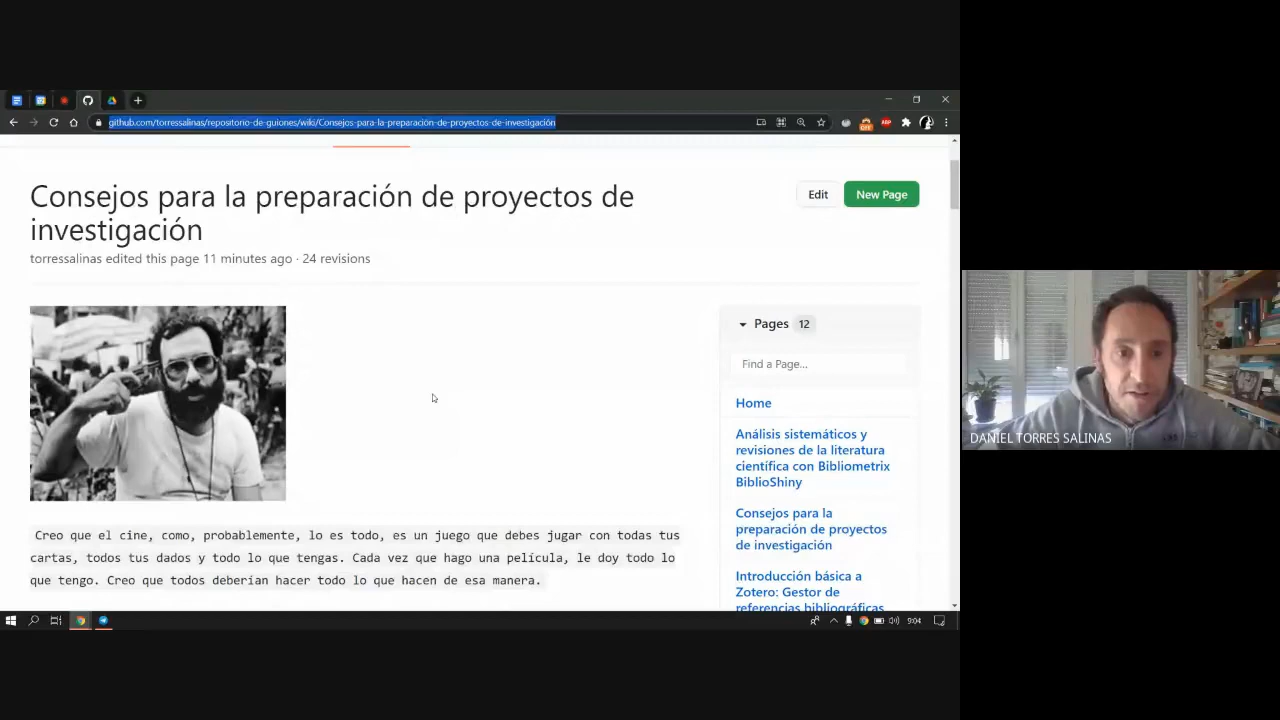 github.com/torressalinas/repositorio-de-guiones/wiki/Consejos-para-la-preparación-de-proyectos-de-investigación
Consejos para la preparación de proyectos de
investigación
Edit
New Page
torressalinas edited this page 11 minutes ago · 24 revisions
Pages 12
Find a Page...
Home
Análisis sistemáticos y
revisiones de la literatura
científica con Bibliometrix
BiblioShiny
Consejos para la
preparación de proyectos
de investigación
Introducción básica a
Zotero: Gestor de
referencias bibliográficas
Creo que el cine, como, probablemente, lo es todo, es un juego que debes jugar con todas tus
cartas, todos tus dados y todo lo que tengas. Cada vez que hago una película, le doy todo lo
que tengo. Creo que todos deberían hacer todo lo que hacen de esa manera.
9:04
DANIEL TORRES SALINAS